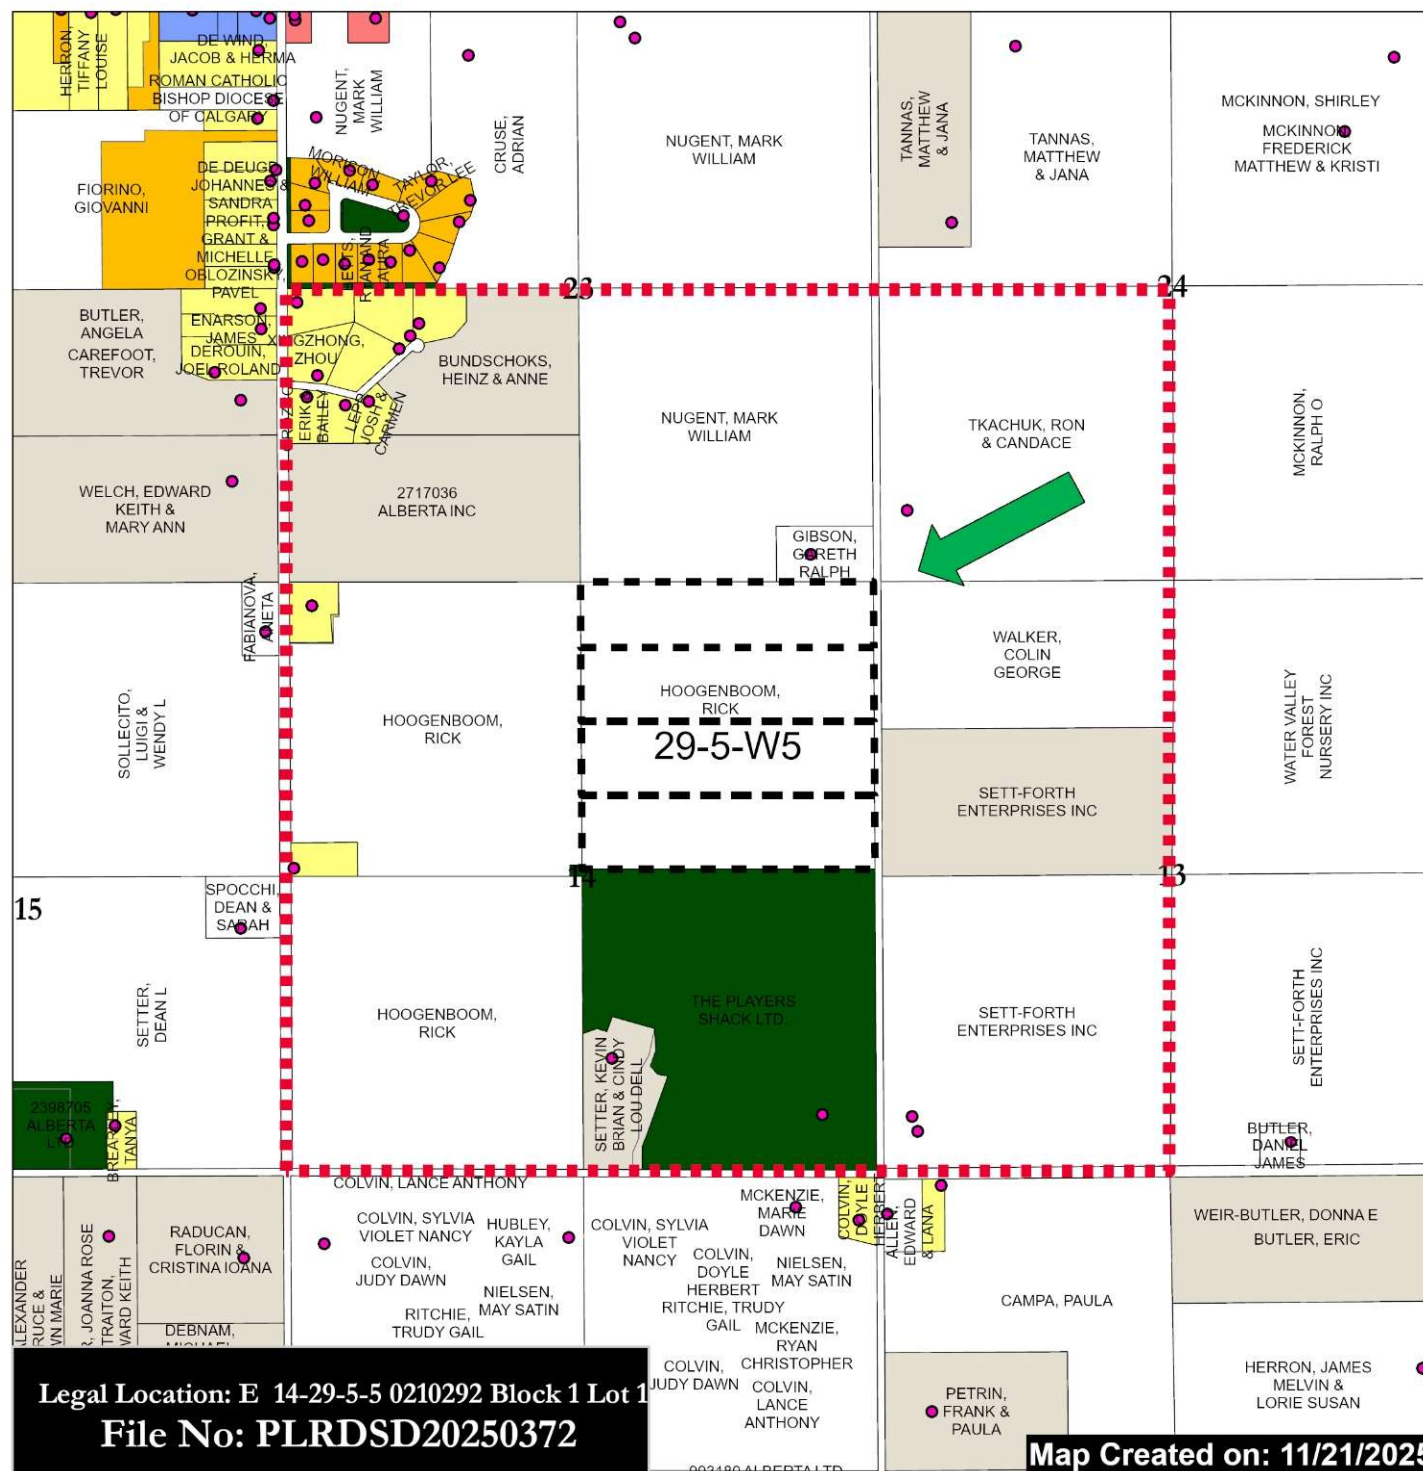 HERRON,
TIFFANY
LOUISE
DE WIND,
JACOB & HERMA
ROMAN CATHOLIC
BISHOP DIOCESE
OF CALGARY
NUGENT,
MARK
WILLIAM
CRUSE,
ADRIAN
NUGENT, MARK
WILLIAM
TANNAS,
MATTHEW
& JANA
TANNAS,
MATTHEW
& JANA
MCKINNON, SHIRLEY
MCKINNON,
FREDERICK
MATTHEW & KRISTI
FIORINO,
GIOVANNI
DE DEUGD,
JOHANNES &
SANDRA
PROFIT,
GRANT &
MICHELLE
OBLOZINSKY,
PAVEL
MORISON
WILLIAM
TAYLOR,
TREVOR LEE
LAURA
23
24
BUTLER,
ANGELA
CAREFOOT,
TREVOR
ENARSON,
JAMES
DEROUIN,
JOEL ROLAND
ZHOU
ERIK &
BAILEY
LEPP,
JOSH &
CARMEN
BUNDSCHOKS,
HEINZ & ANNE
NUGENT, MARK
WILLIAM
TKACHUK, RON
& CANDACE
MCKINNON,
RALPH O
WELCH, EDWARD
KEITH &
MARY ANN
2717036
ALBERTA INC
GIBSON,
GARETH
RALPH
FABIANOVA,
ANETA
SOLLECITO,
LUIGI &
WENDY L
HOOGENBOOM,
RICK
HOOGENBOOM,
RICK
29-5-W5
WALKER,
COLIN
GEORGE
SETT-FORTH
ENTERPRISES INC
WATER VALLEY
FOREST
NURSERY INC
14
13
15
SPOCCHI,
DEAN &
SARAH
SETTER,
DEAN L
HOOGENBOOM,
RICK
THE PLAYERS
SHACK LTD.
SETTER, KEVIN
BRIAN & CINDY
LOU DELL
SETT-FORTH
ENTERPRISES INC
SETT-FORTH
ENTERPRISES INC
2398705
ALBERTA
LTD
TANYA
BUTLER,
DANIEL
JAMES
COLVIN, LANCE ANTHONY
COLVIN, SYLVIA
VIOLET NANCY
COLVIN,
JUDY DAWN
RITCHIE,
TRUDY GAIL
HUBLEY,
KAYLA
GAIL
NIELSEN,
MAY SATIN
COLVIN, SYLVIA
VIOLET
NANCY
COLVIN,
DOYLE
HERBERT
RITCHIE, TRUDY
GAIL
COLVIN,
JUDY DAWN
MCKENZIE,
MARIE
DAWN
NIELSEN,
MAY SATIN
MCKENZIE,
RYAN
CHRISTOPHER
COLVIN,
LANCE
ANTHONY
COLVIN,
DOYLE
ALLEN,
EDWARD
& LANA
CAMPA, PAULA
WEIR-BUTLER, DONNA E
BUTLER, ERIC
RADUCAN,
FLORIN &
CRISTINA IOANA
DEBNAM,
PETRIN,
FRANK &
PAULA
HERRON, JAMES
MELVIN &
LORIE SUSAN
Legal Location: E 14-29-5-5 0210292 Block 1 Lot 1
File No: PLRDSD20250372
Map Created on: 11/21/2025